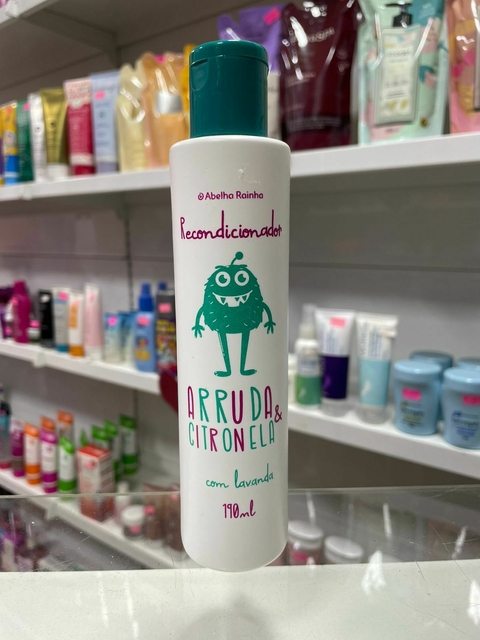 Abelha Rainha
Recondicionador
ARRUDA &
CITRONELA
com lavanda
190ml